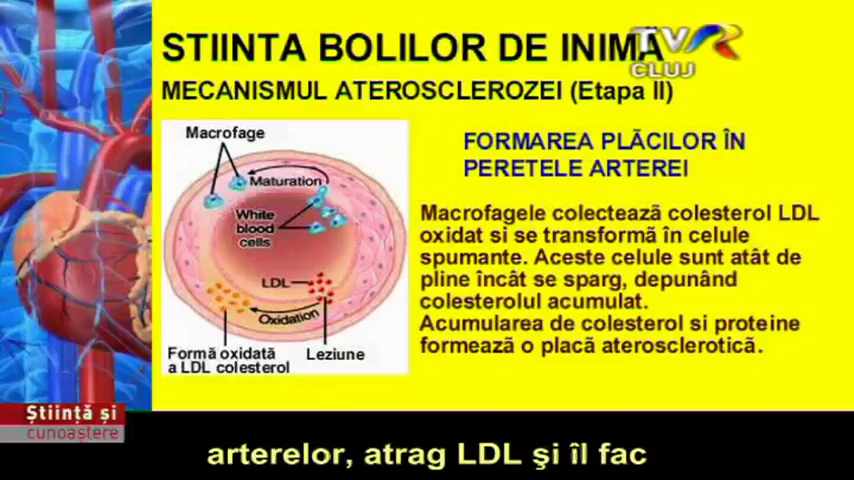 STIINTA BOLILOR DE INIMĂ
TVR
CLUJ
MECANISMUL ATEROSCLEROZEI (Etapa II)
Macrofage
Maturation
White
blood
cells
LDL
Oxidation
Formă oxidată
a LDL colesterol
Leziune
FORMAREA PLĂCILOR ÎN
PERETELE ARTEREI
Macrofagele colectează colesterol LDL
oxidat si se transformă în celule
spumante. Aceste celule sunt atât de
pline încât se sparg, depunând
colesterolul acumulat.
Acumularea de colesterol si proteine
formează o placă aterosclerotică.
Știință și
cunoaștere
arterelor, atrag LDL şi îl fac